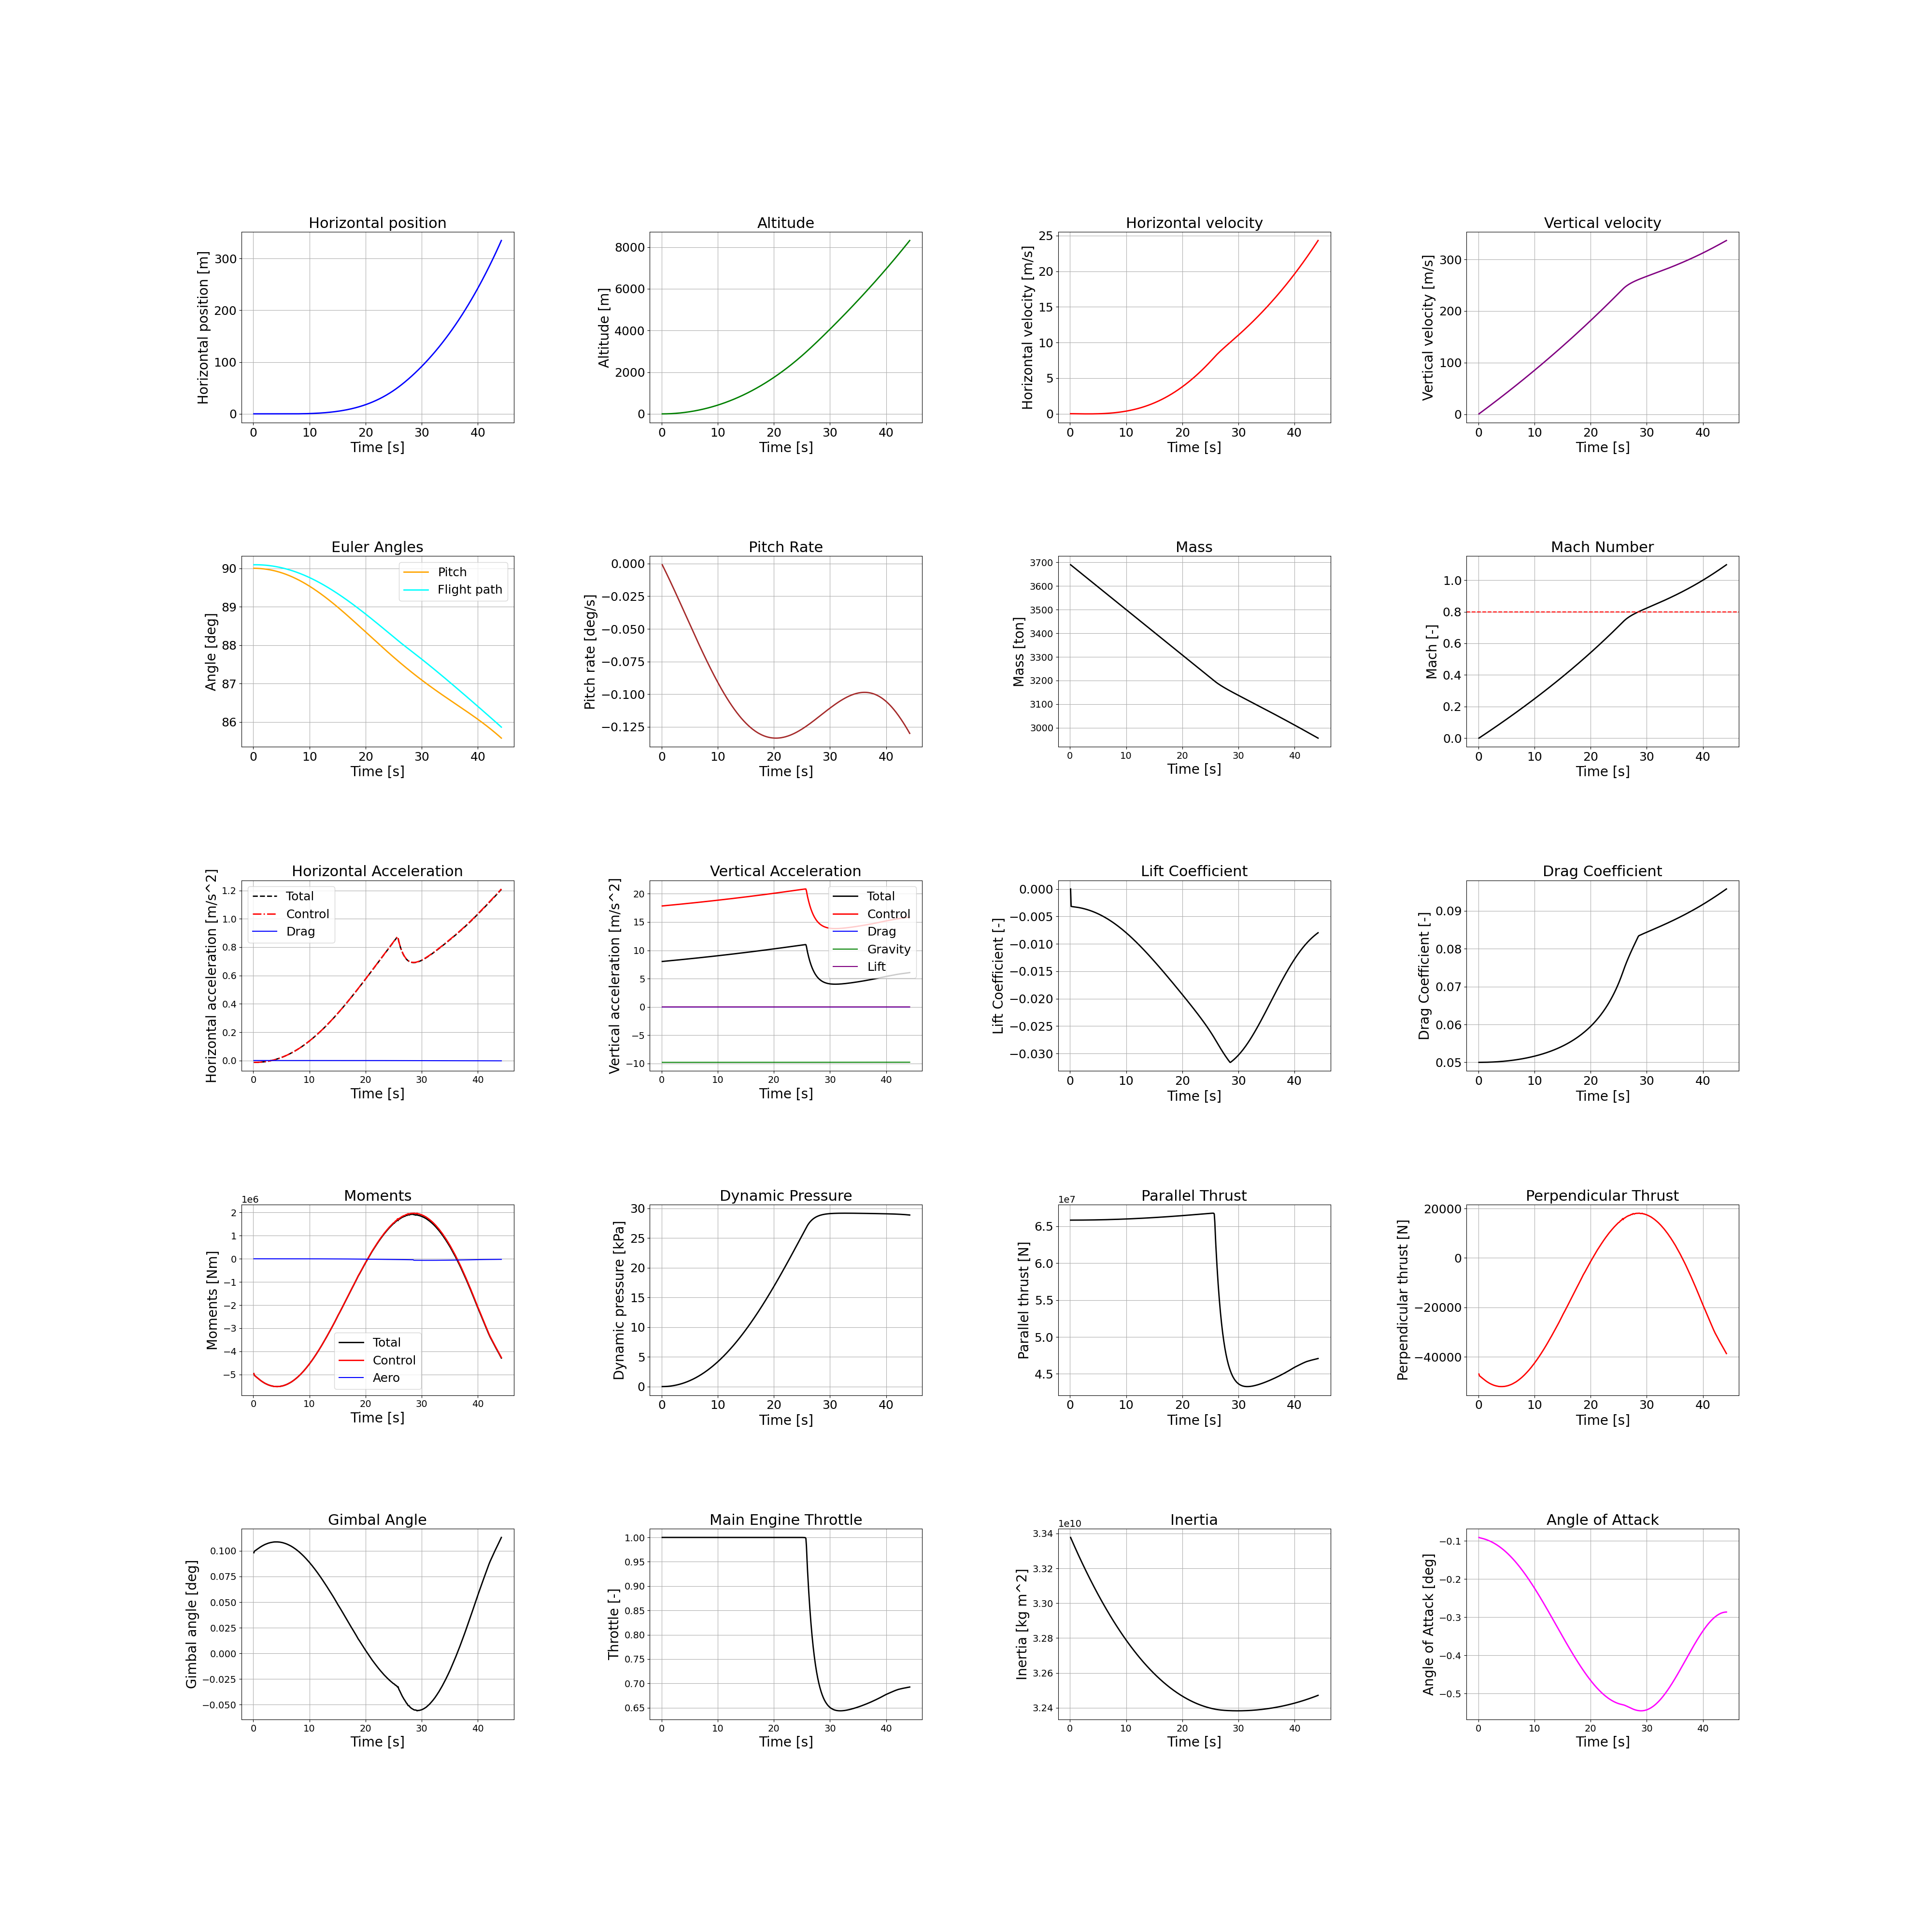 Horizontal position
Horizontal position [m]
300
200
100
0
0 10 20 30 40
Time [s]
Altitude
Altitude [m]
8000
6000
4000
2000
0
0 10 20 30 40
Time [s]
Horizontal velocity
Horizontal velocity [m/s]
25
20
15
10
5
0
0 10 20 30 40
Time [s]
Vertical velocity
Vertical velocity [m/s]
300
200
100
0
0 10 20 30 40
Time [s]
Euler Angles
Angle [deg]
90
89
88
87
86
Pitch
Flight path
0 10 20 30 40
Time [s]
Pitch Rate
Pitch rate [deg/s]
0.000
−0.025
−0.050
−0.075
−0.100
−0.125
0 10 20 30 40
Time [s]
Mass
Mass [ton]
3700
3600
3500
3400
3300
3200
3100
3000
0 10 20 30 40
Time [s]
Mach Number
Mach [-]
1.0
0.8
0.6
0.4
0.2
0.0
0 10 20 30 40
Time [s]
Horizontal Acceleration
Horizontal acceleration [m/s^2]
1.2
1.0
0.8
0.6
0.4
0.2
0.0
Total
Control
Drag
0 10 20 30 40
Time [s]
Vertical Acceleration
Vertical acceleration [m/s^2]
20
15
10
5
0
−5
−10
Total
Control
Drag
Gravity
Lift
0 10 20 30 40
Time [s]
Lift Coefficient
Lift Coefficient [-]
0.000
−0.005
−0.010
−0.015
−0.020
−0.025
−0.030
0 10 20 30 40
Time [s]
Drag Coefficient
Drag Coefficient [-]
0.09
0.08
0.07
0.06
0.05
0 10 20 30 40
Time [s]
Moments
1e6
Moments [Nm]
2
1
0
−1
−2
−3
−4
−5
Total
Control
Aero
0 10 20 30 40
Time [s]
Dynamic Pressure
Dynamic pressure [kPa]
30
25
20
15
10
5
0
0 10 20 30 40
Time [s]
Parallel Thrust
1e7
Parallel thrust [N]
6.5
6.0
5.5
5.0
4.5
0 10 20 30 40
Time [s]
Perpendicular Thrust
Perpendicular thrust [N]
20000
0
−20000
−40000
0 10 20 30 40
Time [s]
Gimbal Angle
Gimbal angle [deg]
0.100
0.075
0.050
0.025
0.000
−0.025
−0.050
0 10 20 30 40
Time [s]
Main Engine Throttle
Throttle [-]
1.00
0.95
0.90
0.85
0.80
0.75
0.70
0.65
0 10 20 30 40
Time [s]
Inertia
1e10
Inertia [kg m^2]
3.34
3.32
3.30
3.28
3.26
3.24
0 10 20 30 40
Time [s]
Angle of Attack
Angle of Attack [deg]
−0.1
−0.2
−0.3
−0.4
−0.5
0 10 20 30 40
Time [s]